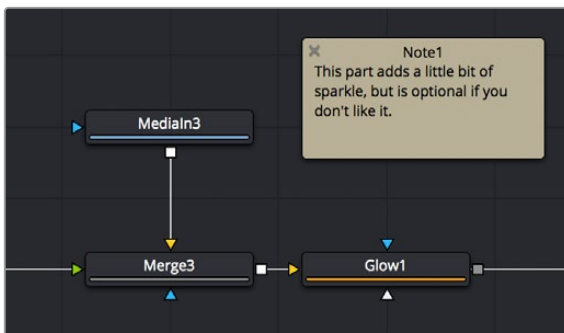 Note1
This part adds a little bit of
sparkle, but is optional if you
don't like it.
MediaIn3
Merge3
Glow1